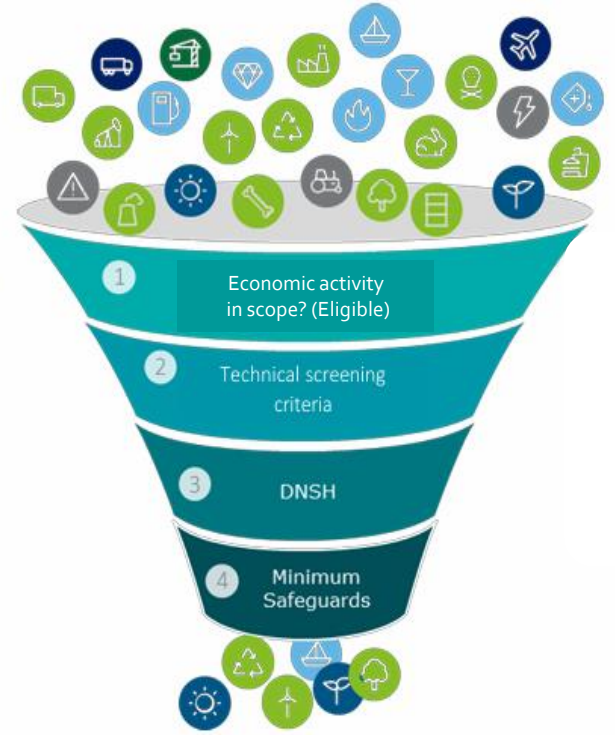 1
Economic activity
in scope? (Eligible)
2
Technical screening
criteria
3
DNSH
4
Minimum
Safeguards